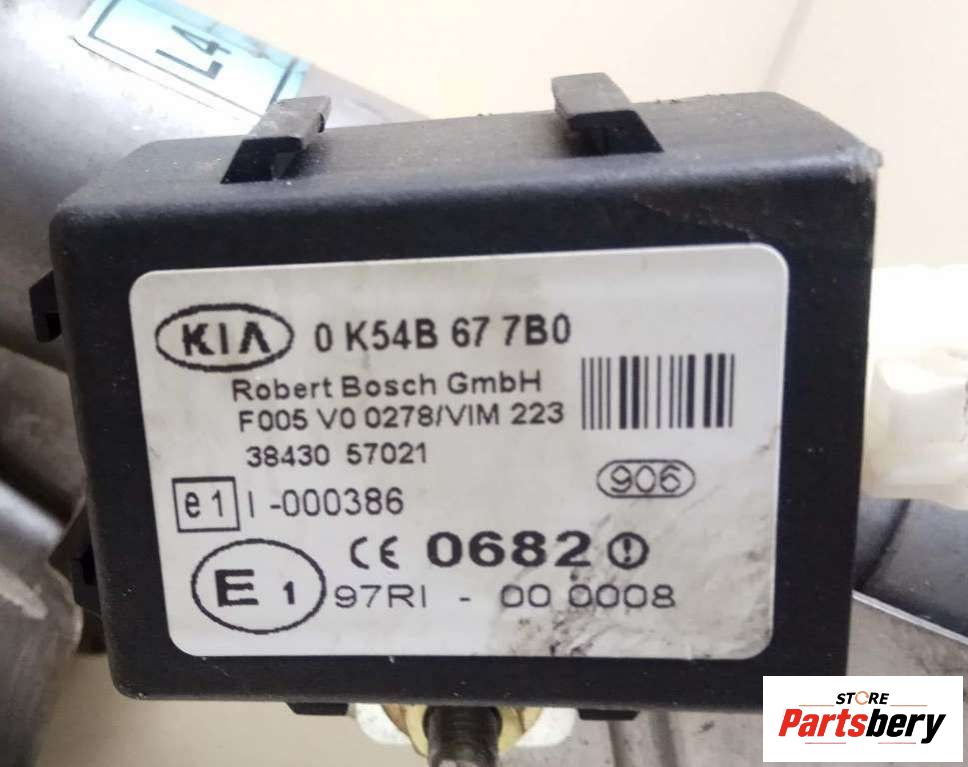 L4
KIA 0 K54B 67 7B0
Robert Bosch GmbH
F005 V0 0278/VIM 223
38430 57021
906
e1 I -000386
CE 0682 !
E1 97RI - 00 0008
STORE
Partsbery